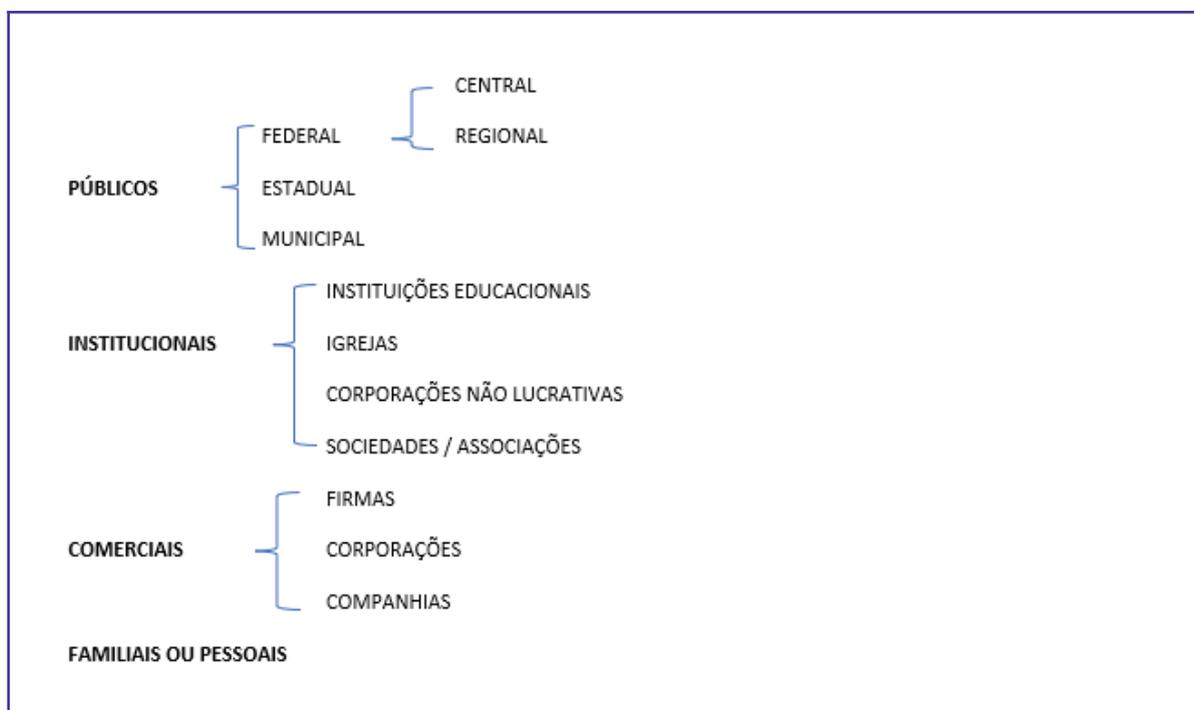 CENTRAL
FEDERAL REGIONAL
PÚBLICOS ESTADUAL
MUNICIPAL
INSTITUIÇÕES EDUCACIONAIS
INSTITUCIONAIS IGREJAS
CORPORAÇÕES NÃO LUCRATIVAS
SOCIEDADES / ASSOCIAÇÕES
FIRMAS
COMERCIAIS CORPORAÇÕES
COMPANHIAS
FAMILIAIS OU PESSOAIS